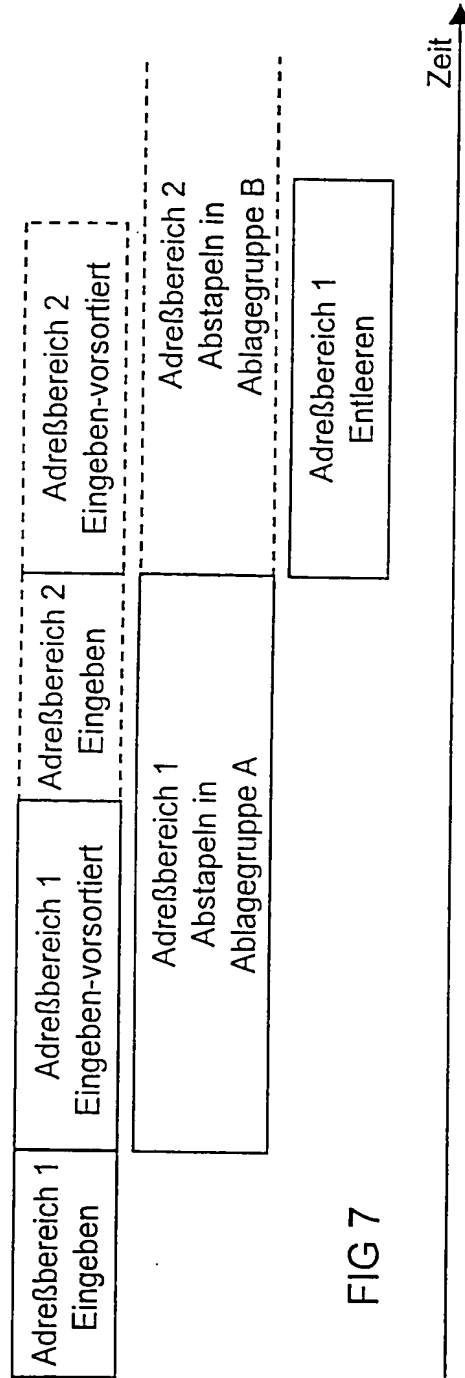 Adreßbereich 1
Eingeben
Adreßbereich 1
Eingeben-vorsortiert
Adreßbereich 2
Eingeben
Adreßbereich 2
Eingeben-vorsortiert
Adreßbereich 1
Abstapeln in
Ablagegruppe A
Adreßbereich 2
Abstapeln in
Ablagegruppe B
Adreßbereich 1
Entleeren
FIG 7
Zeit